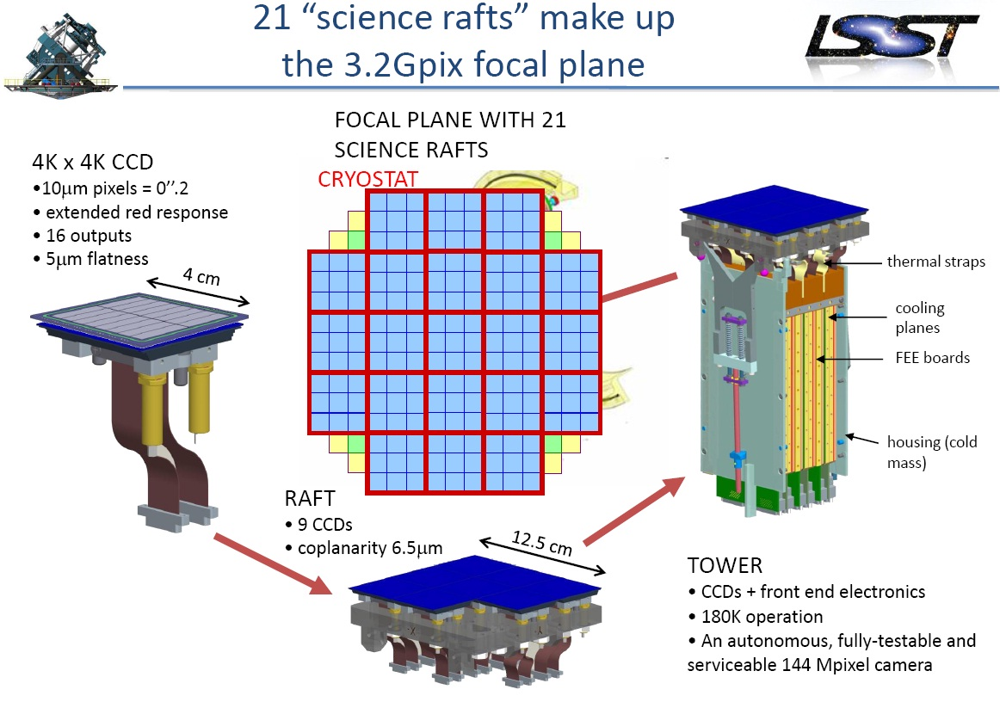 21 “science rafts” make up
the 3.2Gpix focal plane
LSST
FOCAL PLANE WITH 21
SCIENCE RAFTS
CRYOSTAT
4K x 4K CCD
•10μm pixels = 0’’.2
• extended red response
• 16 outputs
• 5μm flatness
4 cm
thermal straps
cooling
planes
FEE boards
housing (cold
mass)
RAFT
• 9 CCDs
• coplanarity 6.5μm
12.5 cm
TOWER
• CCDs + front end electronics
• 180K operation
• An autonomous, fully-testable and
serviceable 144 Mpixel camera